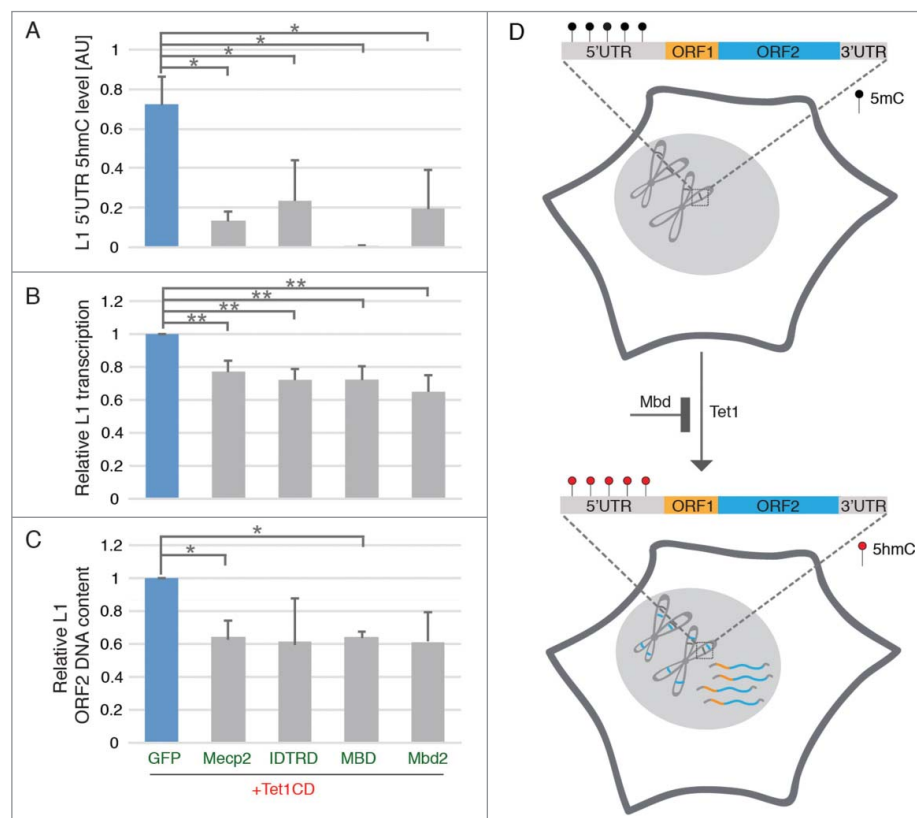 A
L1 5'UTR 5hmC level [AU]
1
0.8
0.6
0.4
0.2
0
*
*
*
*
B
Relative L1 transcription
1.2
1
0.8
0.6
0.4
0.2
0
**
**
**
**
C
Relative L1
ORF2 DNA content
1.2
1
0.8
0.6
0.4
0.2
0
*
*
GFP Mecp2 IDTRD MBD Mbd2
+Tet1CD
D
5'UTR ORF1 ORF2 3'UTR
5mC
Mbd
Tet1
5'UTR ORF1 ORF2 3'UTR
5hmC